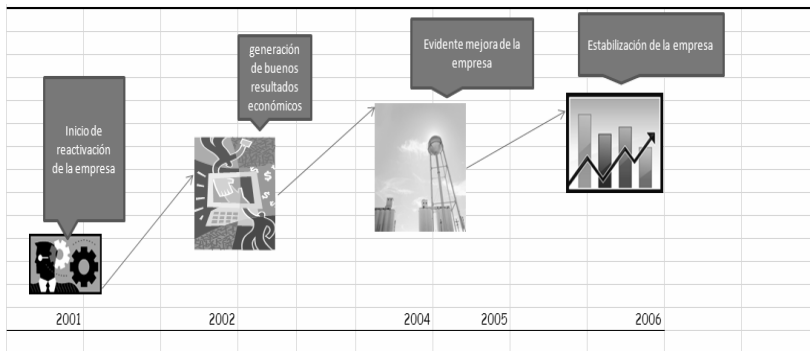 Inicio de
reactivación
de la empresa
generación
de buenos
resultados
económicos
Evidente mejora de la
empresa
Estabilización de la empresa
2001 2002 2004 2005 2006